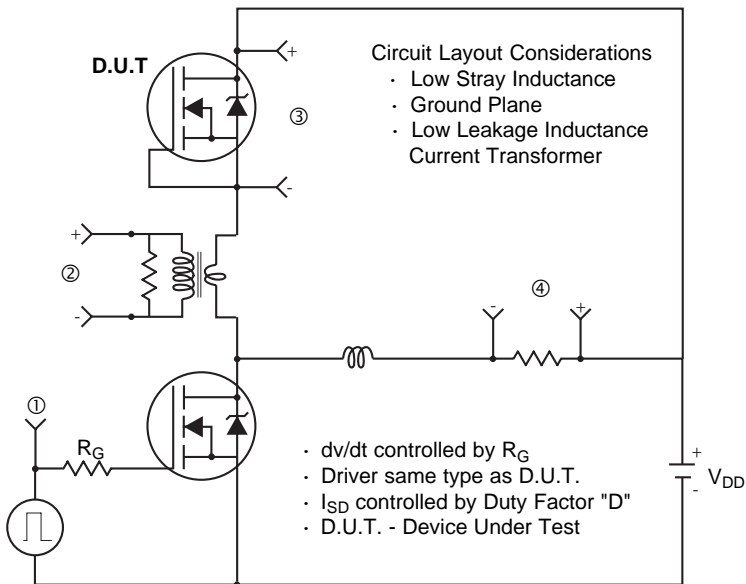 D.U.T
+
Circuit Layout Considerations
· Low Stray Inductance
· Ground Plane
· Low Leakage Inductance
Current Transformer
③
-
+
②
-
④
- +
①
R_G
· dv/dt controlled by R_G
· Driver same type as D.U.T.
· I_SD controlled by Duty Factor "D"
· D.U.T. - Device Under Test
+
V_DD
-